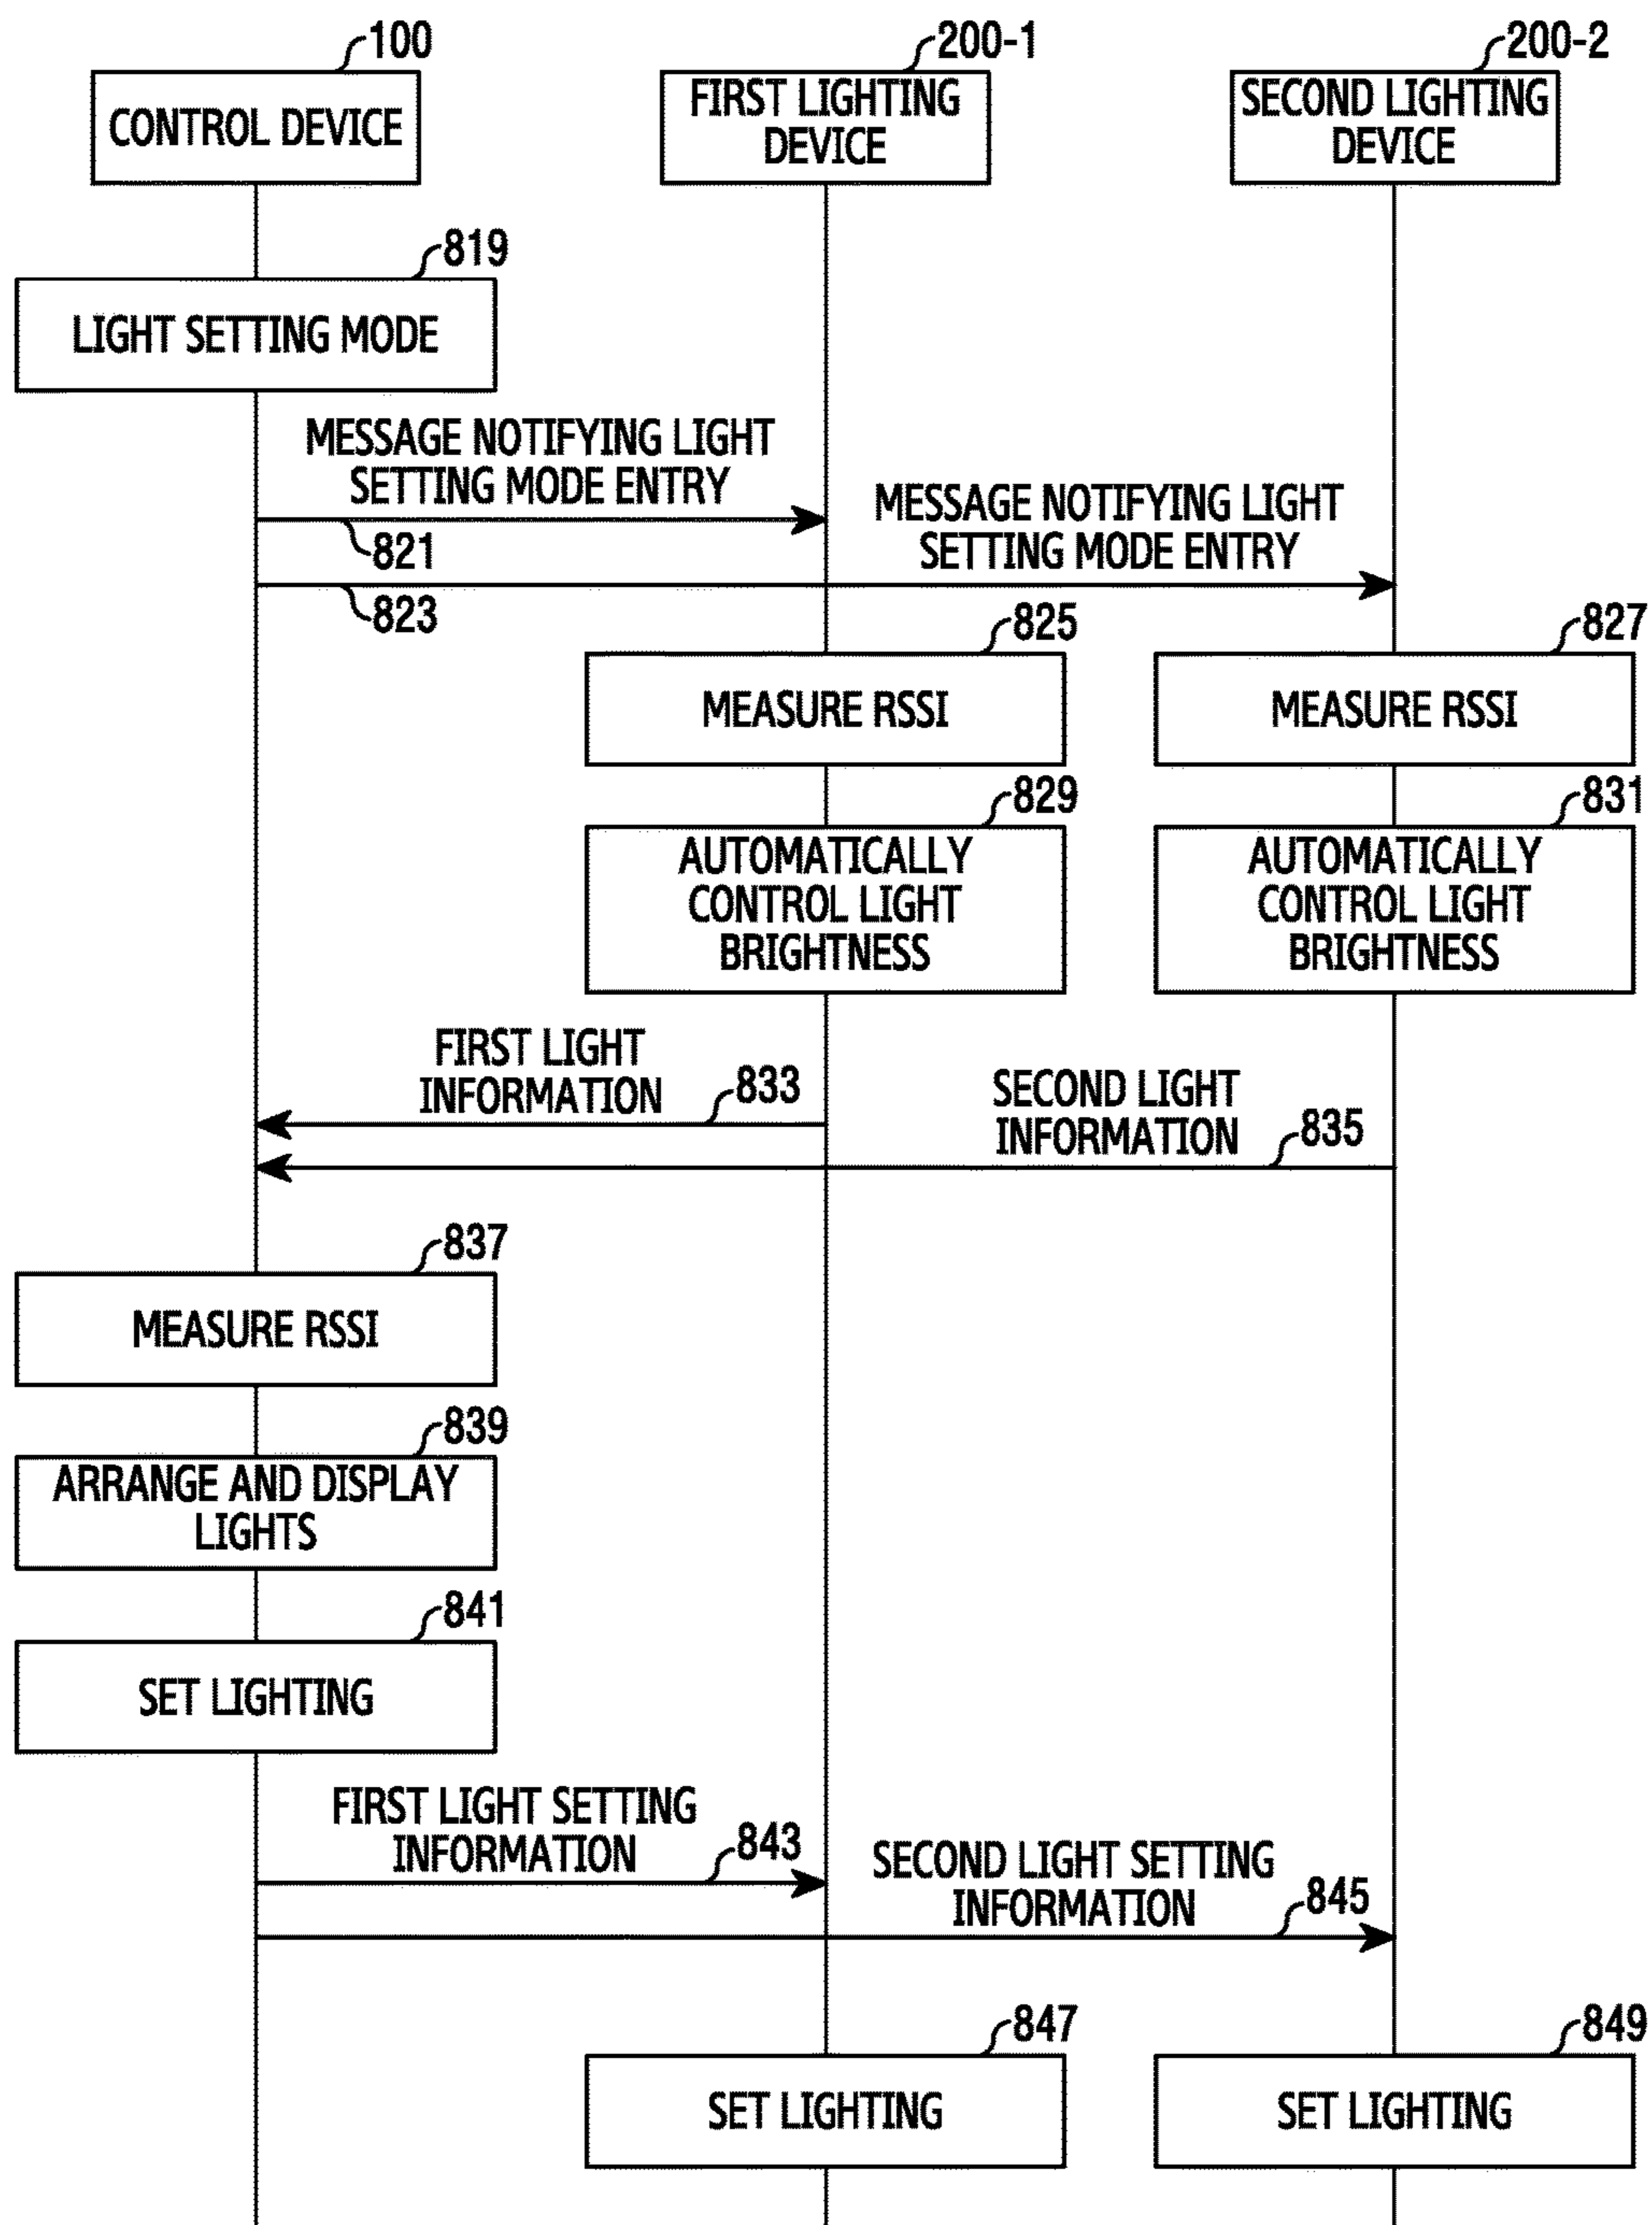 100
200-1
200-2
CONTROL DEVICE
FIRST LIGHTING
DEVICE
SECOND LIGHTING
DEVICE
819
LIGHT SETTING MODE
MESSAGE NOTIFYING LIGHT
SETTING MODE ENTRY
821
MESSAGE NOTIFYING LIGHT
SETTING MODE ENTRY
823
825
MEASURE RSSI
827
MEASURE RSSI
829
AUTOMATICALLY
CONTROL LIGHT
BRIGHTNESS
831
AUTOMATICALLY
CONTROL LIGHT
BRIGHTNESS
FIRST LIGHT
INFORMATION
833
SECOND LIGHT
INFORMATION
835
837
MEASURE RSSI
839
ARRANGE AND DISPLAY
LIGHTS
841
SET LIGHTING
FIRST LIGHT SETTING
INFORMATION
843
SECOND LIGHT SETTING
INFORMATION
845
847
SET LIGHTING
849
SET LIGHTING